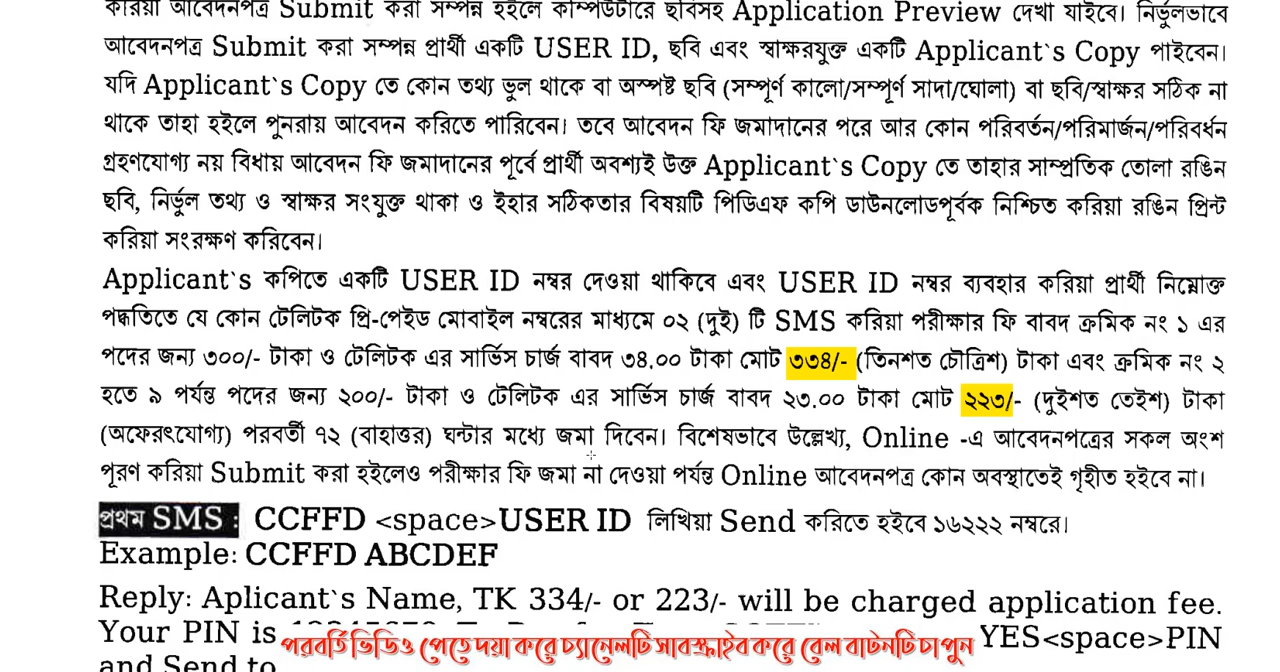 করিয়া আবেদনপত্র Submit করা সম্পন্ন হইলে কম্পিউটারে ছবিসহ Application Preview দেখা যাইবে। নির্ভুলভাবে
আবেদনপত্র Submit করা সম্পন্ন প্রার্থী একটি USER ID, ছবি এবং স্বাক্ষরযুক্ত একটি Applicant`s Copy পাইবেন।
যদি Applicant`s Copy তে কোন তথ্য ভুল থাকে বা অস্পষ্ট ছবি (সম্পূর্ণ কালো/সম্পূর্ণ সাদা/ঘোলা) বা ছবি/স্বাক্ষর সঠিক না
থাকে তাহা হইলে পুনরায় আবেদন করিতে পারিবেন। তবে আবেদন ফি জমাদানের পরে আর কোন পরিবর্তন/পরিমার্জন/পরিবর্ধন
গ্রহণযোগ্য নয় বিধায় আবেদন ফি জমাদানের পূর্বে প্রার্থী অবশ্যই উক্ত Applicant`s Copy তে তাহার সাম্প্রতিক তোলা রঙিন
ছবি, নির্ভুল তথ্য ও স্বাক্ষর সংযুক্ত থাকা ও ইহার সঠিকতার বিষয়টি পিডিএফ কপি ডাউনলোডপূর্বক নিশ্চিত করিয়া রঙিন প্রিন্ট
করিয়া সংরক্ষণ করিবেন।
Applicant`s কপিতে একটি USER ID নম্বর দেওয়া থাকিবে এবং USER ID নম্বর ব্যবহার করিয়া প্রার্থী নিম্নোক্ত
পদ্ধতিতে যে কোন টেলিটক প্রি-পেইড মোবাইল নম্বরের মাধ্যমে ০২ (দুই) টি SMS করিয়া পরীক্ষার ফি বাবদ ক্রমিক নং ১ এর
পদের জন্য ৩০০/- টাকা ও টেলিটক এর সার্ভিস চার্জ বাবদ ৩৪.০০ টাকা মোট ৩৩৪/- (তিনশত চৌত্রিশ) টাকা এবং ক্রমিক নং ২
হতে ৯ পর্যন্ত পদের জন্য ২০০/- টাকা ও টেলিটক এর সার্ভিস চার্জ বাবদ ২৩.০০ টাকা মোট ২২৩/- (দুইশত তেইশ) টাকা
(অফেরৎযোগ্য) পরবর্তী ৭২ (বাহাত্তর) ঘন্টার মধ্যে জমা দিবেন। বিশেষভাবে উল্লেখ্য, Online -এ আবেদনপত্রের সকল অংশ
পূরণ করিয়া Submit করা হইলেও পরীক্ষার ফি জমা না দেওয়া পর্যন্ত Online আবেদনপত্র কোন অবস্থাতেই গৃহীত হইবে না।
প্রথম SMS : CCFFD <space>USER ID লিখিয়া Send করিতে হইবে ১৬২২২ নম্বরে।
Example: CCFFD ABCDEF
Reply: Aplicant`s Name, TK 334/- or 223/- will be charged application fee.
Your PIN is YES<space>PIN
and Send to
পরবর্তি ভিডিও পেতে দয়া করে চ্যানেলটি সাবস্ক্রাইব করে বেল বাটনটি চাপুন